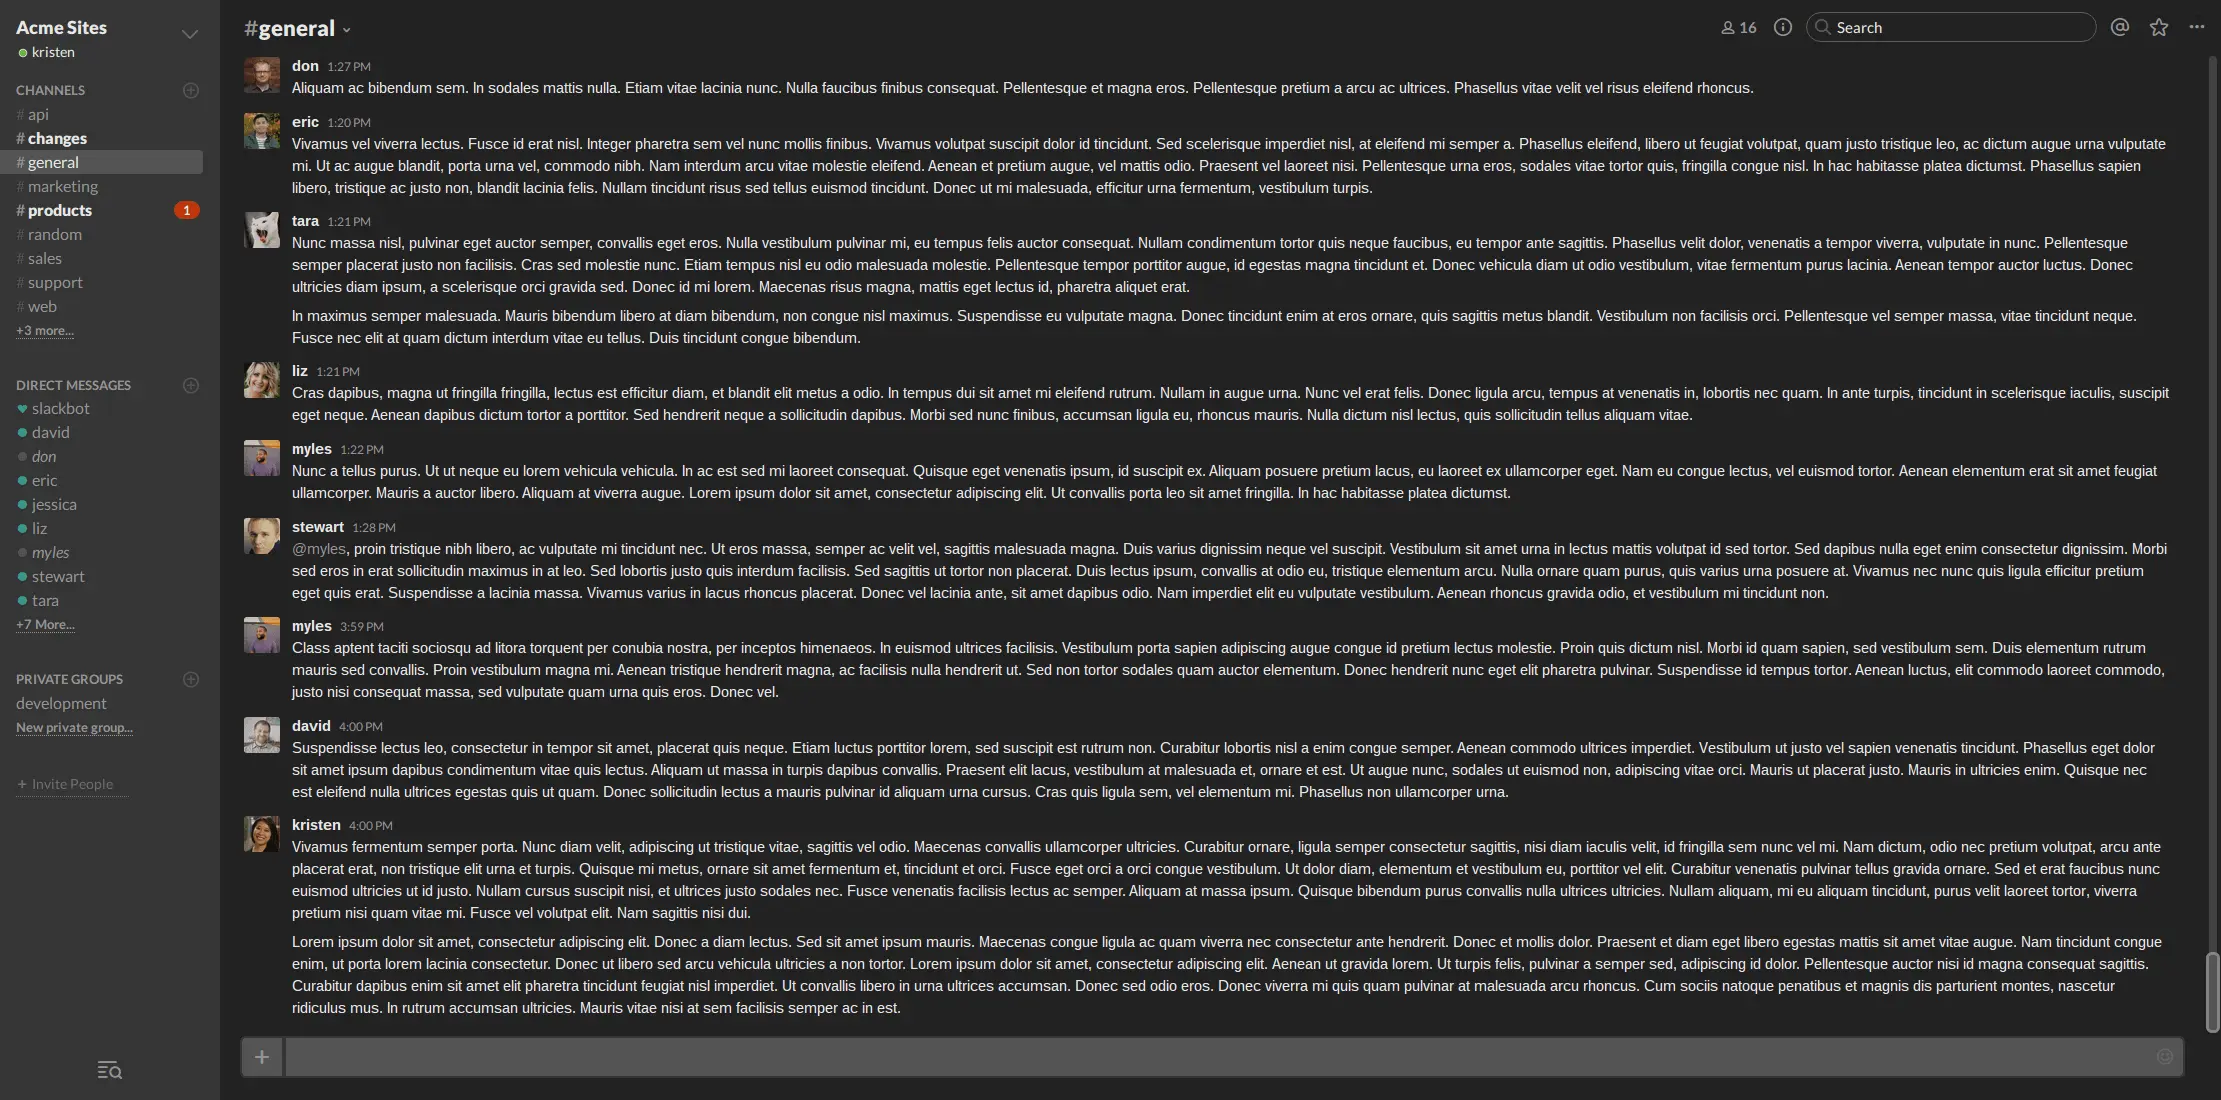 Acme Sites
kristen
CHANNELS
# api
# changes
# general
# marketing
# products 1
# random
# sales
# support
# web
+3 more...
DIRECT MESSAGES
slackbot
david
don
eric
jessica
liz
myles
stewart
tara
+7 More...
PRIVATE GROUPS
development
New private group...
+ Invite People
#general
16
Search
don 1:27 PM
Aliquam ac bibendum sem. In sodales mattis nulla. Etiam vitae lacinia nunc. Nulla faucibus finibus consequat. Pellentesque et magna eros. Pellentesque pretium a arcu ac ultrices. Phasellus vitae velit vel risus eleifend rhoncus.
eric 1:20 PM
Vivamus vel viverra lectus. Fusce id erat nisl. Integer pharetra sem vel nunc mollis finibus. Vivamus volutpat suscipit dolor id tincidunt. Sed scelerisque imperdiet nisl, at eleifend mi semper a. Phasellus eleifend, libero ut feugiat volutpat, quam justo tristique leo, ac dictum augue urna vulputate
mi. Ut ac augue blandit, porta urna vel, commodo nibh. Nam interdum arcu vitae molestie eleifend. Aenean et pretium augue, vel mattis odio. Praesent vel laoreet nisi. Pellentesque urna eros, sodales vitae tortor quis, fringilla congue nisl. In hac habitasse platea dictumst. Phasellus sapien
libero, tristique ac justo non, blandit lacinia felis. Nullam tincidunt risus sed tellus euismod tincidunt. Donec ut mi malesuada, efficitur urna fermentum, vestibulum turpis.
tara 1:21 PM
Nunc massa nisl, pulvinar eget auctor semper, convallis eget eros. Nulla vestibulum pulvinar mi, eu tempus felis auctor consequat. Nullam condimentum tortor quis neque faucibus, eu tempor ante sagittis. Phasellus velit dolor, venenatis a tempor viverra, vulputate in nunc. Pellentesque
semper placerat justo non facilisis. Cras sed molestie nunc. Etiam tempus nisl eu odio malesuada molestie. Pellentesque tempor porttitor augue, id egestas magna tincidunt et. Donec vehicula diam ut odio vestibulum, vitae fermentum purus lacinia. Aenean tempor auctor luctus. Donec
ultricies diam ipsum, a scelerisque orci gravida sed. Donec id mi lorem. Maecenas risus magna, mattis eget lectus id, pharetra aliquet erat.
In maximus semper malesuada. Mauris bibendum libero at diam bibendum, non congue nisl maximus. Suspendisse eu vulputate magna. Donec tincidunt enim at eros ornare, quis sagittis metus blandit. Vestibulum non facilisis orci. Pellentesque vel semper massa, vitae tincidunt neque.
Fusce nec elit at quam dictum interdum vitae eu tellus. Duis tincidunt congue bibendum.
liz 1:21 PM
Cras dapibus, magna ut fringilla fringilla, lectus est efficitur diam, et blandit elit metus a odio. In tempus dui sit amet mi eleifend rutrum. Nullam in augue urna. Nunc vel erat felis. Donec ligula arcu, tempus at venenatis in, lobortis nec quam. In ante turpis, tincidunt in scelerisque iaculis, suscipit
eget neque. Aenean dapibus dictum tortor a porttitor. Sed hendrerit neque a sollicitudin dapibus. Morbi sed nunc finibus, accumsan ligula eu, rhoncus mauris. Nulla dictum nisl lectus, quis sollicitudin tellus aliquam vitae.
myles 1:22 PM
Nunc a tellus purus. Ut ut neque eu lorem vehicula vehicula. In ac est sed mi laoreet consequat. Quisque eget venenatis ipsum, id suscipit ex. Aliquam posuere pretium lacus, eu laoreet ex ullamcorper eget. Nam eu congue lectus, vel euismod tortor. Aenean elementum erat sit amet feugiat
ullamcorper. Mauris a auctor libero. Aliquam at viverra augue. Lorem ipsum dolor sit amet, consectetur adipiscing elit. Ut convallis porta leo sit amet fringilla. In hac habitasse platea dictumst.
stewart 1:28 PM
@myles, proin tristique nibh libero, ac vulputate mi tincidunt nec. Ut eros massa, semper ac velit vel, sagittis malesuada magna. Duis varius dignissim neque vel suscipit. Vestibulum sit amet urna in lectus mattis volutpat id sed tortor. Sed dapibus nulla eget enim consectetur dignissim. Morbi
sed eros in erat sollicitudin maximus in at leo. Sed lobortis justo quis interdum facilisis. Sed sagittis ut tortor non placerat. Duis lectus ipsum, convallis at odio eu, tristique elementum arcu. Nulla ornare quam purus, quis varius urna posuere at. Vivamus nec nunc quis ligula efficitur pretium
eget quis erat. Suspendisse a lacinia massa. Vivamus varius in lacus rhoncus placerat. Donec vel lacinia ante, sit amet dapibus odio. Nam imperdiet elit eu vulputate vestibulum. Aenean rhoncus gravida odio, et vestibulum mi tincidunt non.
myles 3:59 PM
Class aptent taciti sociosqu ad litora torquent per conubia nostra, per inceptos himenaeos. In euismod ultrices facilisis. Vestibulum porta sapien adipiscing augue congue id pretium lectus molestie. Proin quis dictum nisl. Morbi id quam sapien, sed vestibulum sem. Duis elementum rutrum
mauris sed convallis. Proin vestibulum magna mi. Aenean tristique hendrerit magna, ac facilisis nulla hendrerit ut. Sed non tortor sodales quam auctor elementum. Donec hendrerit nunc eget elit pharetra pulvinar. Suspendisse id tempus tortor. Aenean luctus, elit commodo laoreet commodo,
justo nisi consequat massa, sed vulputate quam urna quis eros. Donec vel.
david 4:00 PM
Suspendisse lectus leo, consectetur in tempor sit amet, placerat quis neque. Etiam luctus porttitor lorem, sed suscipit est rutrum non. Curabitur lobortis nisl a enim congue semper. Aenean commodo ultrices imperdiet. Vestibulum ut justo vel sapien venenatis tincidunt. Phasellus eget dolor
sit amet ipsum dapibus condimentum vitae quis lectus. Aliquam ut massa in turpis dapibus convallis. Praesent elit lacus, vestibulum at malesuada et, ornare et est. Ut augue nunc, sodales ut euismod non, adipiscing vitae orci. Mauris ut placerat justo. Mauris in ultricies enim. Quisque nec
est eleifend nulla ultrices egestas quis ut quam. Donec sollicitudin lectus a mauris pulvinar id aliquam urna cursus. Cras quis ligula sem, vel elementum mi. Phasellus non ullamcorper urna.
kristen 4:00 PM
Vivamus fermentum semper porta. Nunc diam velit, adipiscing ut tristique vitae, sagittis vel odio. Maecenas convallis ullamcorper ultricies. Curabitur ornare, ligula semper consectetur sagittis, nisi diam iaculis velit, id fringilla sem nunc vel mi. Nam dictum, odio nec pretium volutpat, arcu ante
placerat erat, non tristique elit urna et turpis. Quisque mi metus, ornare sit amet fermentum et, tincidunt et orci. Fusce eget orci a orci congue vestibulum. Ut dolor diam, elementum et vestibulum eu, porttitor vel elit. Curabitur venenatis pulvinar tellus gravida ornare. Sed et erat faucibus nunc
euismod ultricies ut id justo. Nullam cursus suscipit nisi, et ultrices justo sodales nec. Fusce venenatis facilisis lectus ac semper. Aliquam at massa ipsum. Quisque bibendum purus convallis nulla ultrices ultricies. Nullam aliquam, mi eu aliquam tincidunt, purus velit laoreet tortor, viverra
pretium nisi quam vitae mi. Fusce vel volutpat elit. Nam sagittis nisi dui.
Lorem ipsum dolor sit amet, consectetur adipiscing elit. Donec a diam lectus. Sed sit amet ipsum mauris. Maecenas congue ligula ac quam viverra nec consectetur ante hendrerit. Donec et mollis dolor. Praesent et diam eget libero egestas mattis sit amet vitae augue. Nam tincidunt congue
enim, ut porta lorem lacinia consectetur. Donec ut libero sed arcu vehicula ultricies a non tortor. Lorem ipsum dolor sit amet, consectetur adipiscing elit. Aenean ut gravida lorem. Ut turpis felis, pulvinar a semper sed, adipiscing id dolor. Pellentesque auctor nisi id magna consequat sagittis.
Curabitur dapibus enim sit amet elit pharetra tincidunt feugiat nisl imperdiet. Ut convallis libero in urna ultrices accumsan. Donec sed odio eros. Donec viverra mi quis quam pulvinar at malesuada arcu rhoncus. Cum sociis natoque penatibus et magnis dis parturient montes, nascetur
ridiculus mus. In rutrum accumsan ultricies. Mauris vitae nisi at sem facilisis semper ac in est.